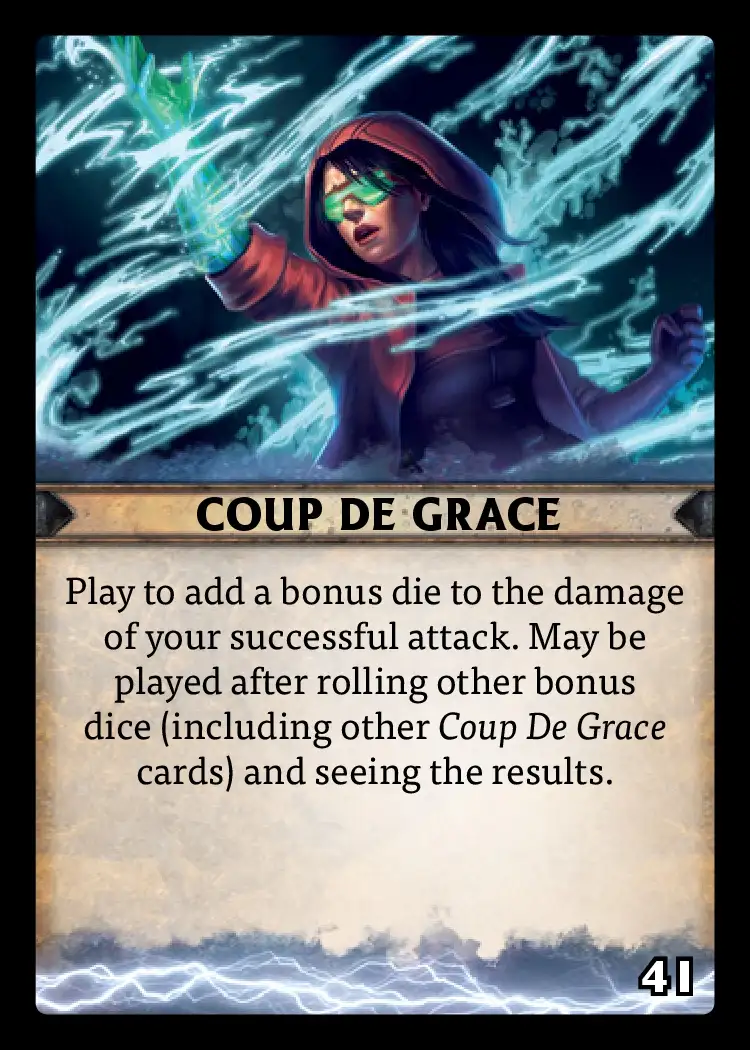 COUP DE GRACE
Play to add a bonus die to the damage
of your successful attack. May be
played after rolling other bonus
dice (including other Coup De Grace
cards) and seeing the results.
41